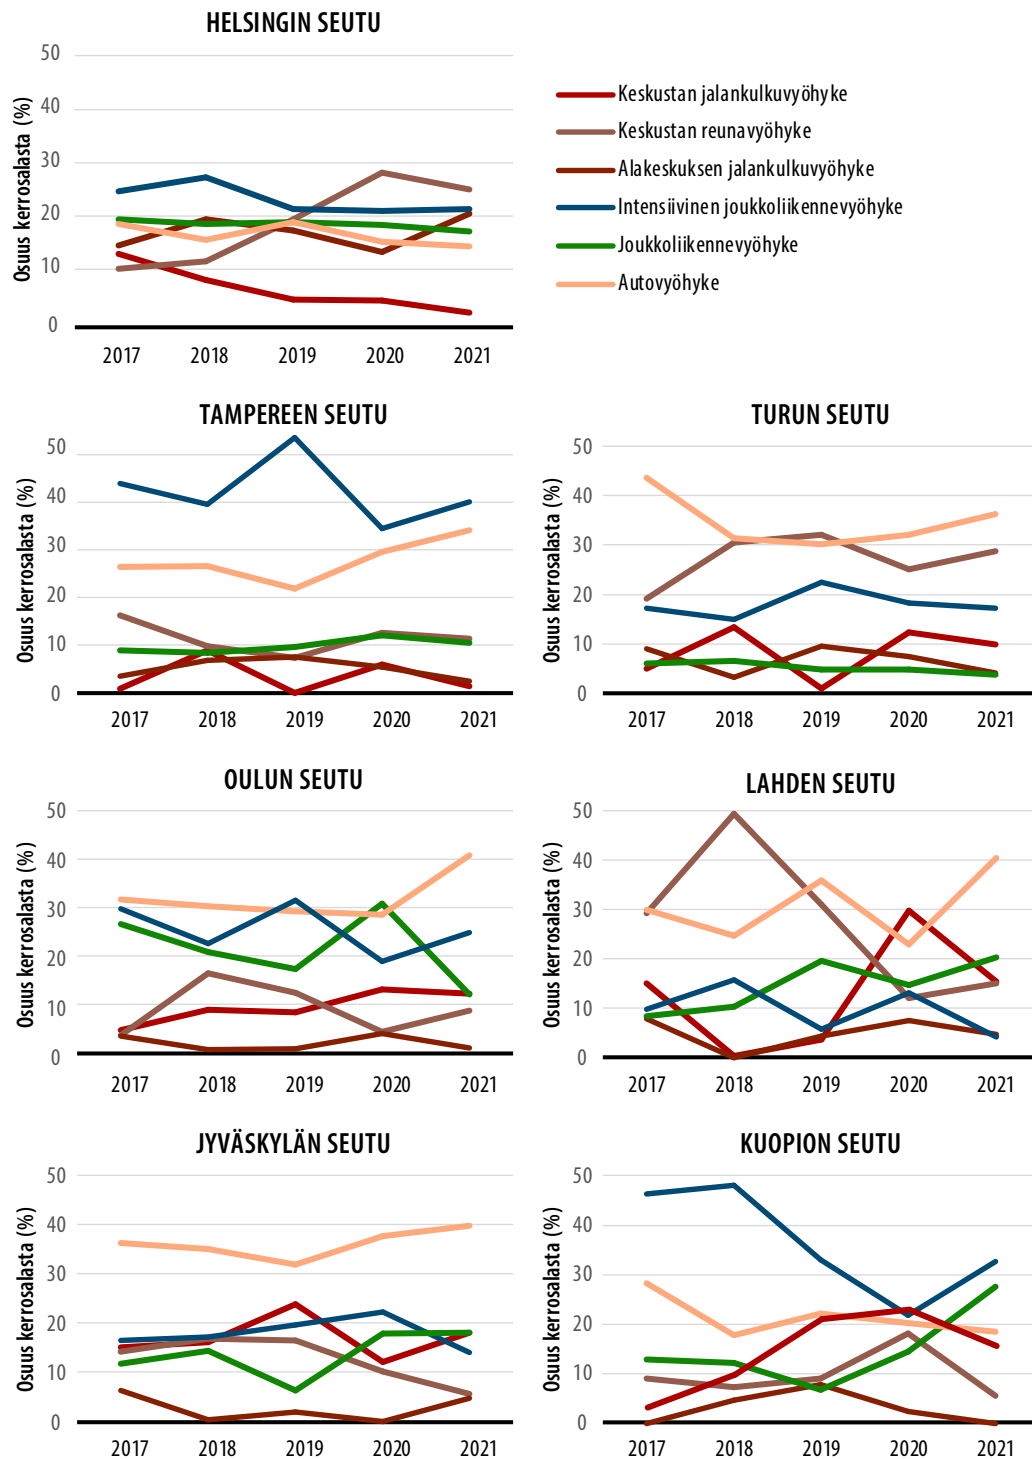 HELSINGIN SEUTU
Osuus kerrosalasta (%)
50
40
30
20
10
0
2017 2018 2019 2020 2021
Keskustan jalankulkuvyöhyke
Keskustan reunavyöhyke
Alakeskuksen jalankulkuvyöhyke
Intensiivinen joukkoliikennevyöhyke
Joukkoliikennevyöhyke
Autovyöhyke
TAMPEREEN SEUTU
Osuus kerrosalasta (%)
50
40
30
20
10
0
2017 2018 2019 2020 2021
TURUN SEUTU
Osuus kerrosalasta (%)
50
40
30
20
10
0
2017 2018 2019 2020 2021
OULUN SEUTU
Osuus kerrosalasta (%)
50
40
30
20
10
0
2017 2018 2019 2020 2021
LAHDEN SEUTU
Osuus kerrosalasta (%)
50
40
30
20
10
0
2017 2018 2019 2020 2021
JYVÄSKYLÄN SEUTU
Osuus kerrosalasta (%)
50
40
30
20
10
0
2017 2018 2019 2020 2021
KUOPION SEUTU
Osuus kerrosalasta (%)
50
40
30
20
10
0
2017 2018 2019 2020 2021